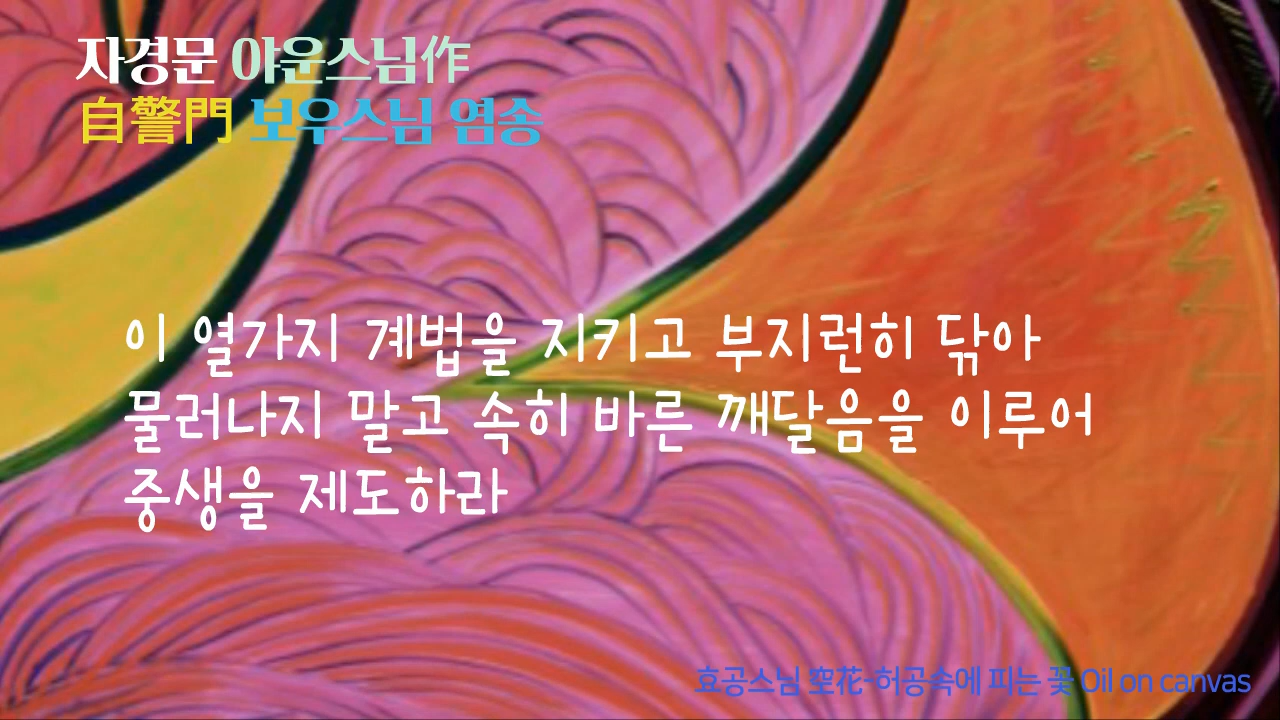 자경문 야운스님作
自警門 보우스님 염송
이 열가지 계법을 지키고 부지런히 닦아
물러나지 말고 속히 바른 깨달음을 이루어
중생을 제도하라
효공스님 空花-허공속에 피는 꽃 Oil on canvas